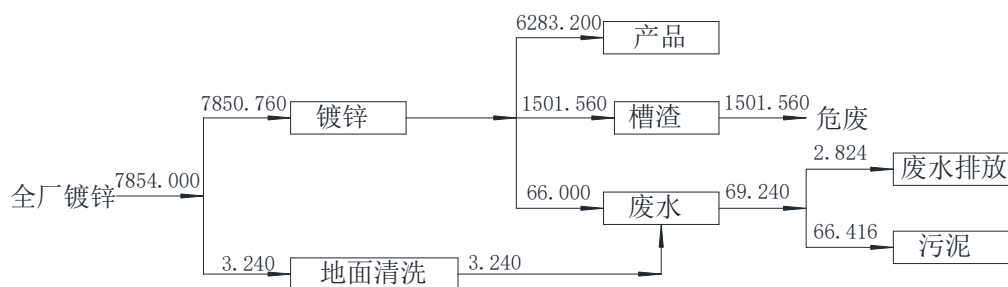 6283.200
产品
7850.760
镀锌
1501.560
槽渣
1501.560
危废
2.824
废水排放
全厂镀锌
7854.000
66.000
废水
69.240
66.416
污泥
3.240
地面清洗
3.240